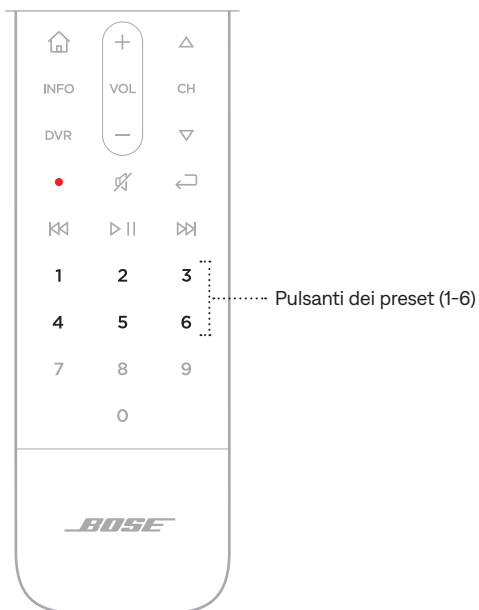 +
INFO VOL CH
DVR —
1 2 3
Pulsanti dei preset (1-6)
4 5 6
7 8 9
0
BOSE